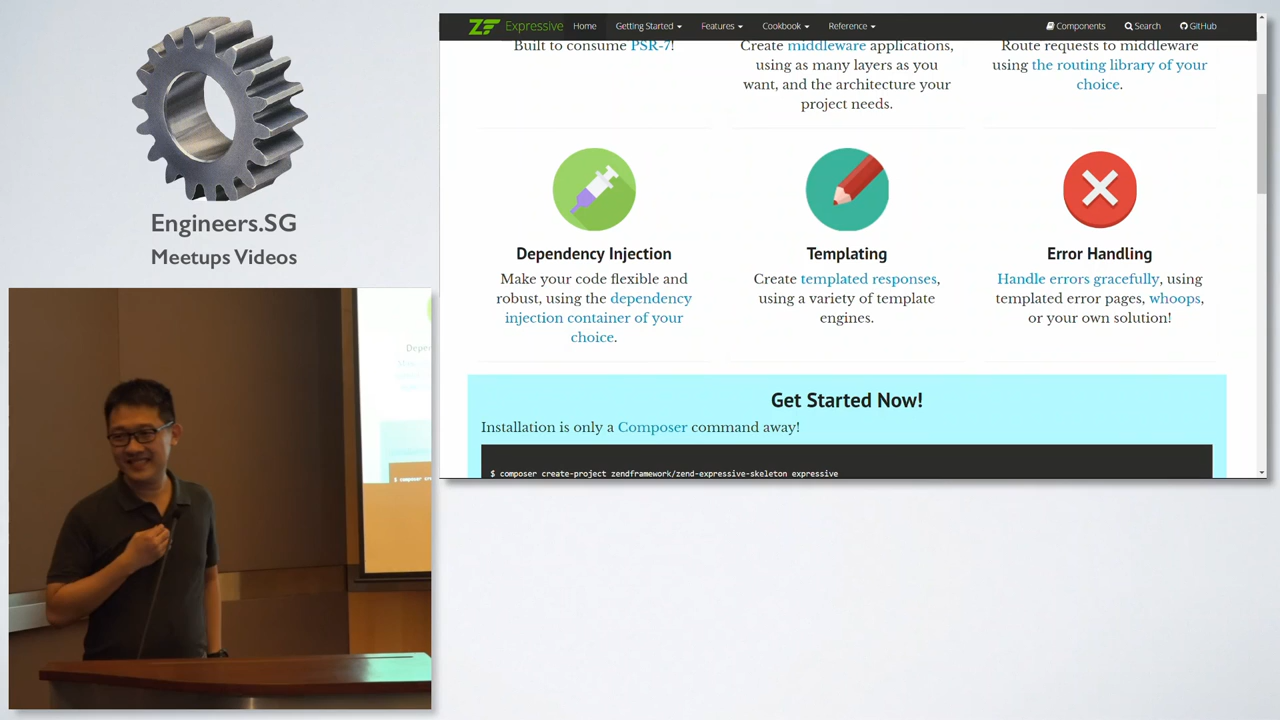 Engineers.SG
Meetups Videos
ZF Expressive Home Getting Started Features Cookbook Reference Components Search GitHub
Built to consume PSR-7!
Create middleware applications,
using as many layers as you
want, and the architecture your
project needs.
Route requests to middleware
using the routing library of your
choice.
Dependency Injection
Make your code flexible and
robust, using the dependency
injection container of your
choice.
Templating
Create templated responses,
using a variety of template
engines.
Error Handling
Handle errors gracefully, using
templated error pages, whoops,
or your own solution!
Get Started Now!
Installation is only a Composer command away!
$ composer create-project zendframework/zend-expressive-skeleton expressive